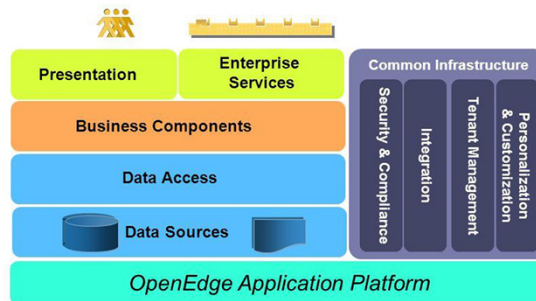 Presentation
Enterprise
Services
Common Infrastructure
Business Components
Data Access
Data Sources
Security & Compliance
Integration
Tenant Management
Personalization
& Customization
OpenEdge Application Platform